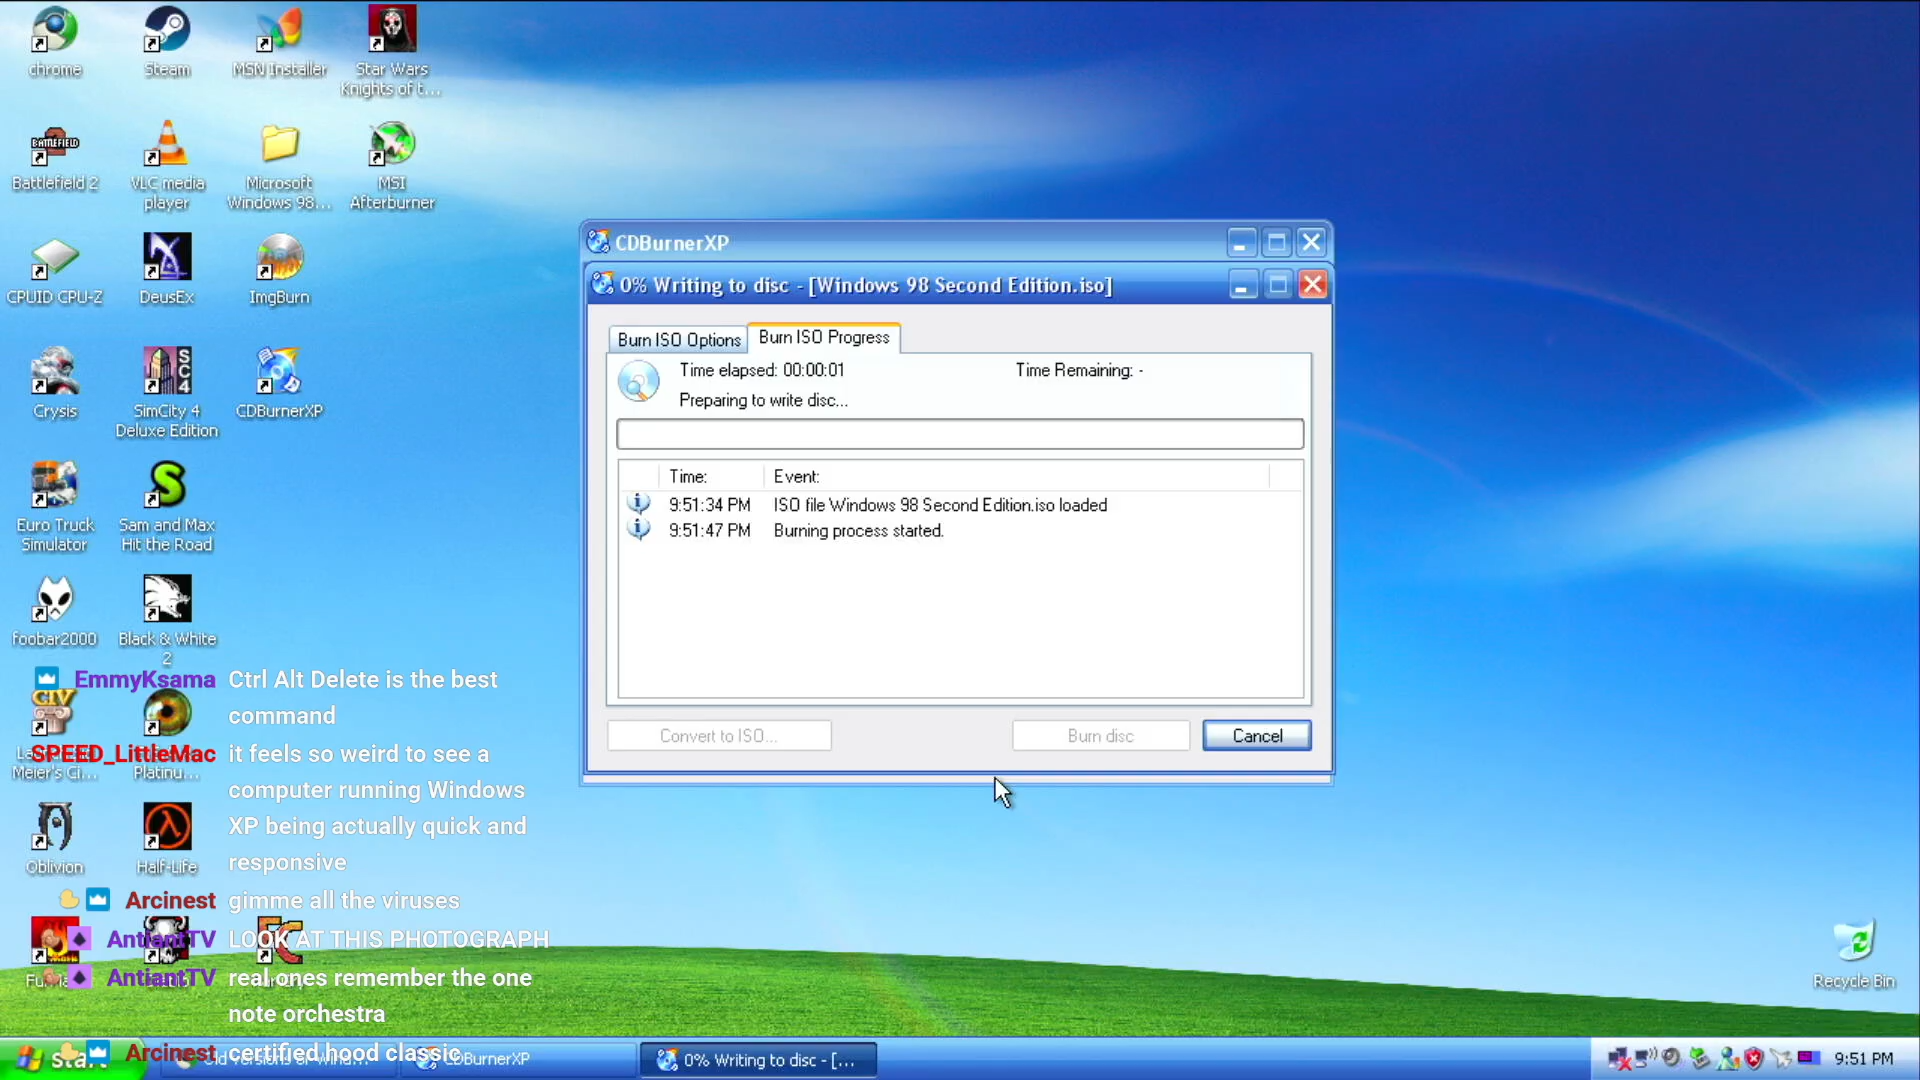 chrome
Steam
MSN Installer
Star Wars
Knights of t...
BATTLEFIELD
Battlefield 2
VLC media
player
Microsoft
Windows 98...
MSI
Afterburner
CPUID CPU-Z
DeusEx
ImgBurn
Crysis
SC4
SimCity 4
Deluxe Edition
CDBurnerXP
Euro Truck
Simulator
Sam and Max
Hit the Road
foobar2000
Black & White
2
CIV
Meier's Ci...
Platinu...
Oblivion
Half-Life
CDBurnerXP
0% Writing to disc - [Windows 98 Second Edition.iso]
Burn ISO Options
Burn ISO Progress
Time elapsed: 00:00:01
Time Remaining: -
Preparing to write disc...
Time:
Event:
9:51:34 PM
ISO file Windows 98 Second Edition.iso loaded
9:51:47 PM
Burning process started.
Convert to ISO...
Burn disc
Cancel
EmmyKsama Ctrl Alt Delete is the best
command
SPEED_LittleMac it feels so weird to see a
computer running Windows
XP being actually quick and
responsive
Arcinest gimme all the viruses
AntiantTV LOOK AT THIS PHOTOGRAPH
AntiantTV real ones remember the one
note orchestra
Arcinest certified hood classic
Recycle Bin
start
CDBurnerXP
0% Writing to disc - [...
9:51 PM